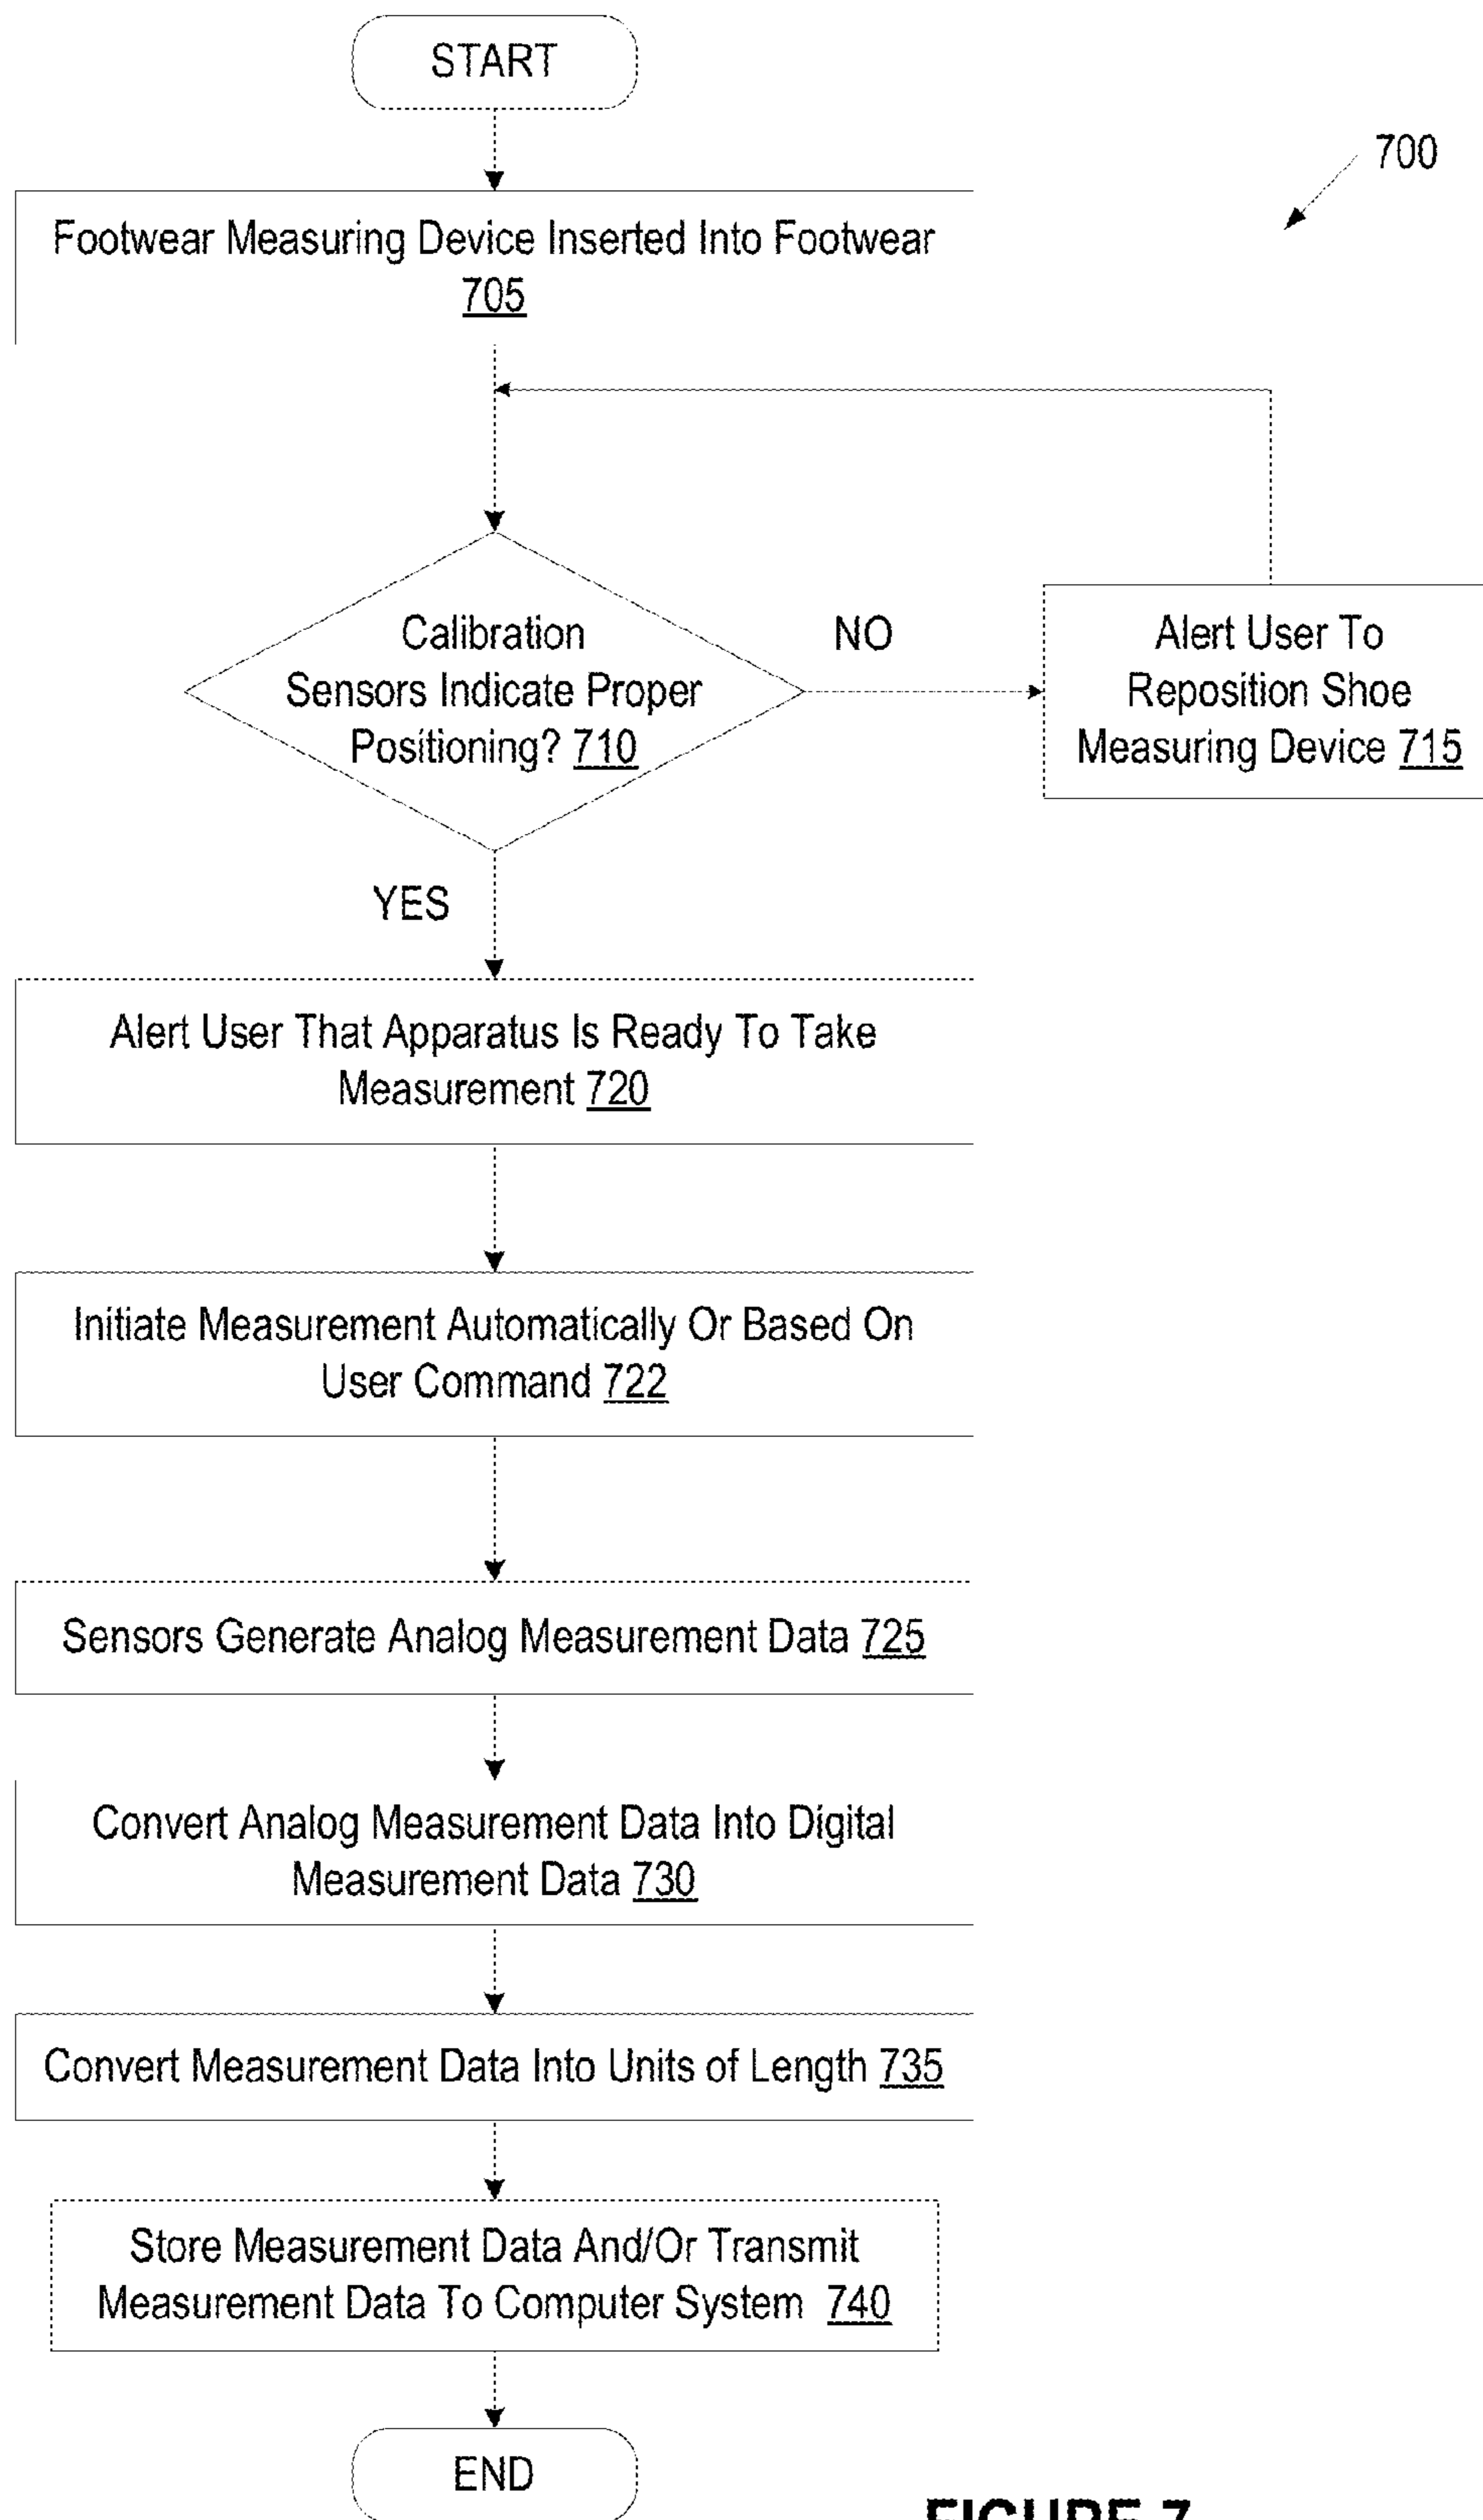 START
700
Footwear Measuring Device Inserted Into Footwear
705
Calibration
Sensors Indicate Proper
Positioning? 710
NO
Alert User To
Reposition Shoe
Measuring Device 715
YES
Alert User That Apparatus Is Ready To Take
Measurement 720
Initiate Measurement Automatically Or Based On
User Command 722
Sensors Generate Analog Measurement Data 725
Convert Analog Measurement Data Into Digital
Measurement Data 730
Convert Measurement Data Into Units of Length 735
Store Measurement Data And/Or Transmit
Measurement Data To Computer System 740
END
FIGURE 7